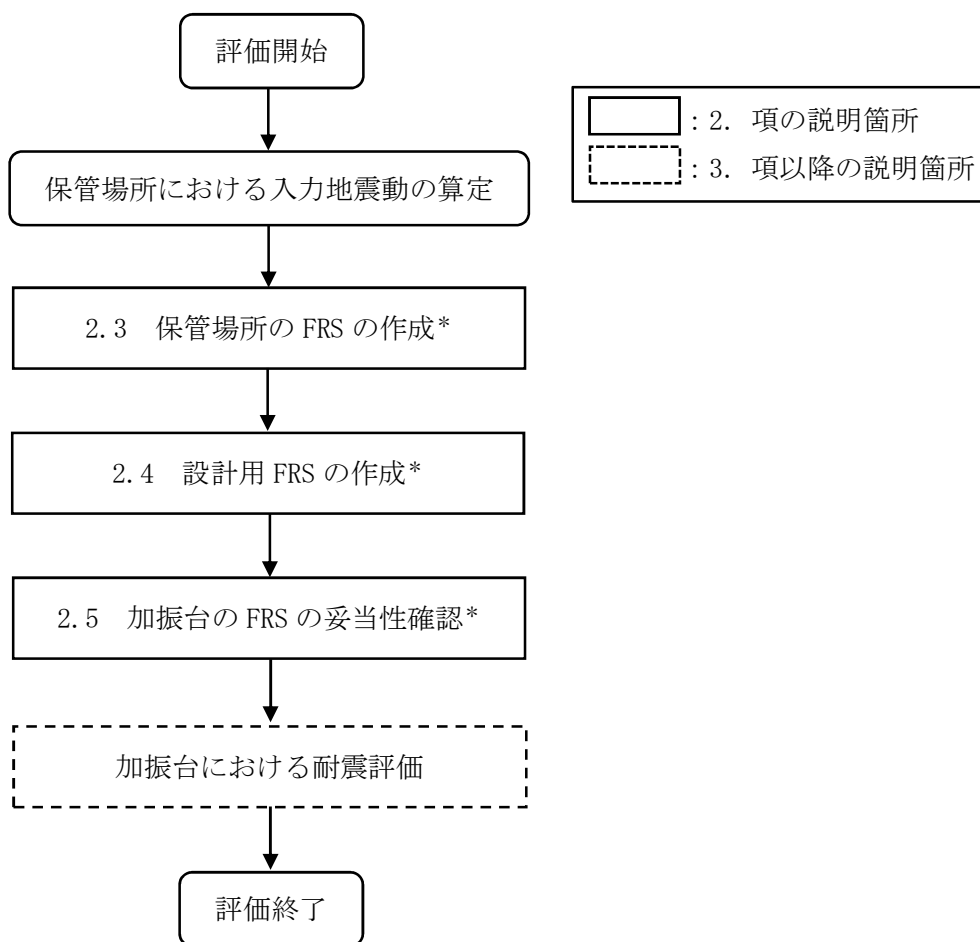 評価開始
: 2. 項の説明箇所
: 3. 項以降の説明箇所
保管場所における入力地震動の算定
2.3 保管場所の FRS の作成*
2.4 設計用 FRS の作成*
2.5 加振台の FRS の妥当性確認*
加振台における耐震評価
評価終了